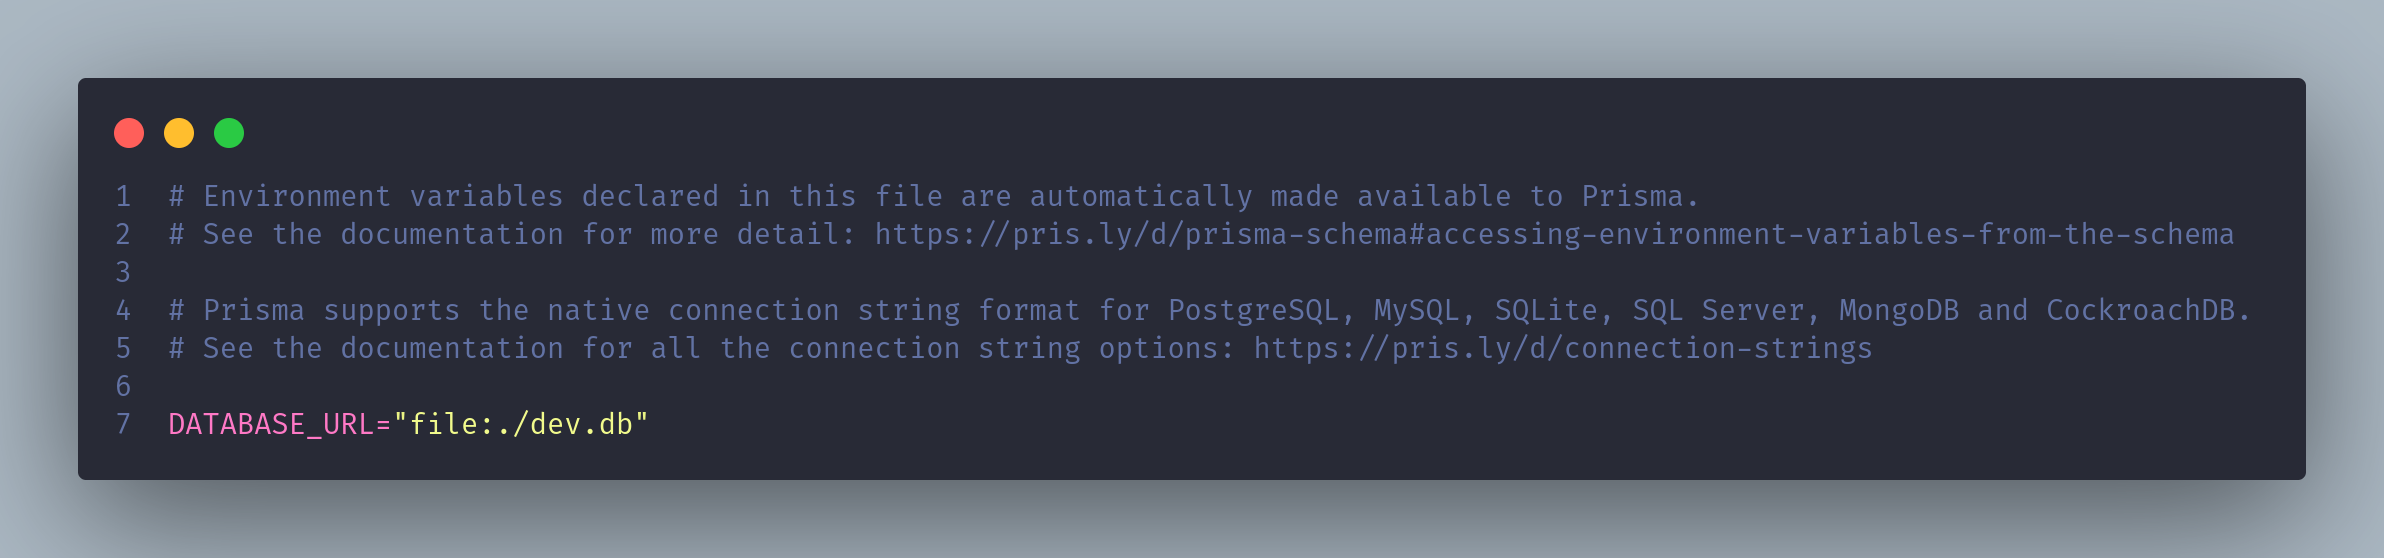 1 # Environment variables declared in this file are automatically made available to Prisma.
2 # See the documentation for more detail: https://pris.ly/d/prisma-schema#accessing-environment-variables-from-the-schema
3
4 # Prisma supports the native connection string format for PostgreSQL, MySQL, SQLite, SQL Server, MongoDB and CockroachDB.
5 # See the documentation for all the connection string options: https://pris.ly/d/connection-strings
6
7 DATABASE_URL="file:./dev.db"